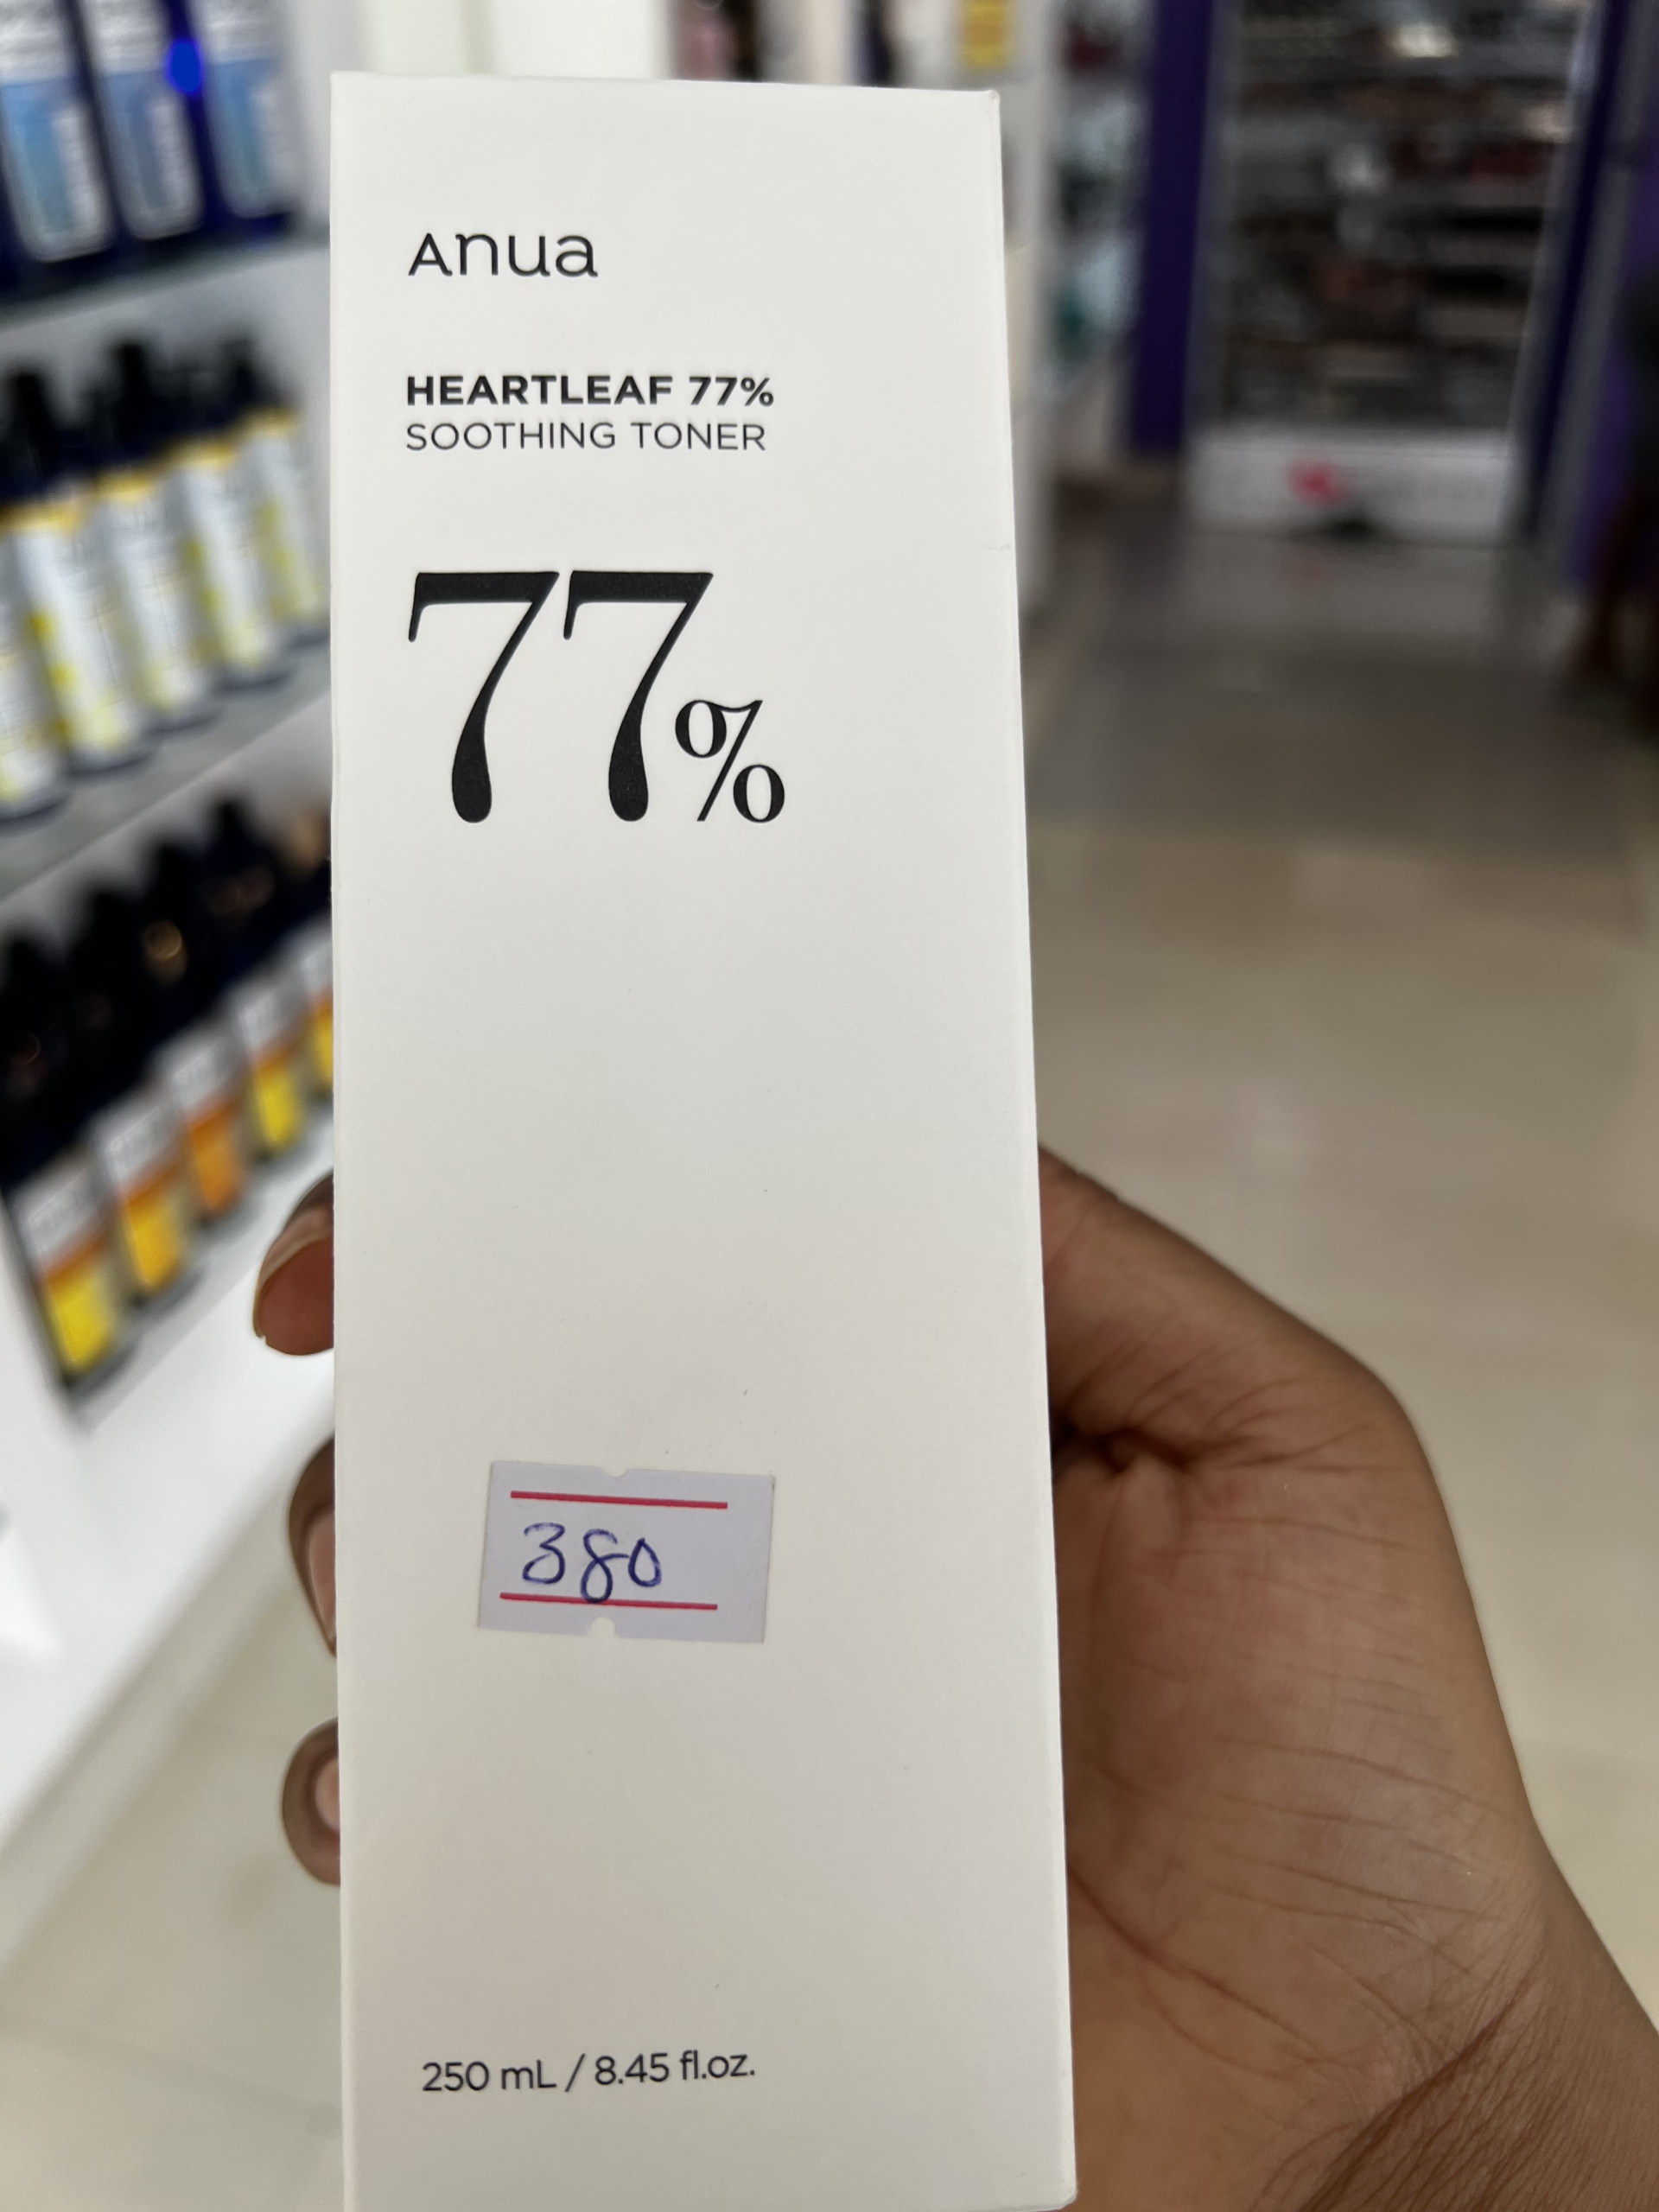 Anua
HEARTLEAF 77%
SOOTHING TONER
77%
380
250 mL / 8.45 fl.oz.